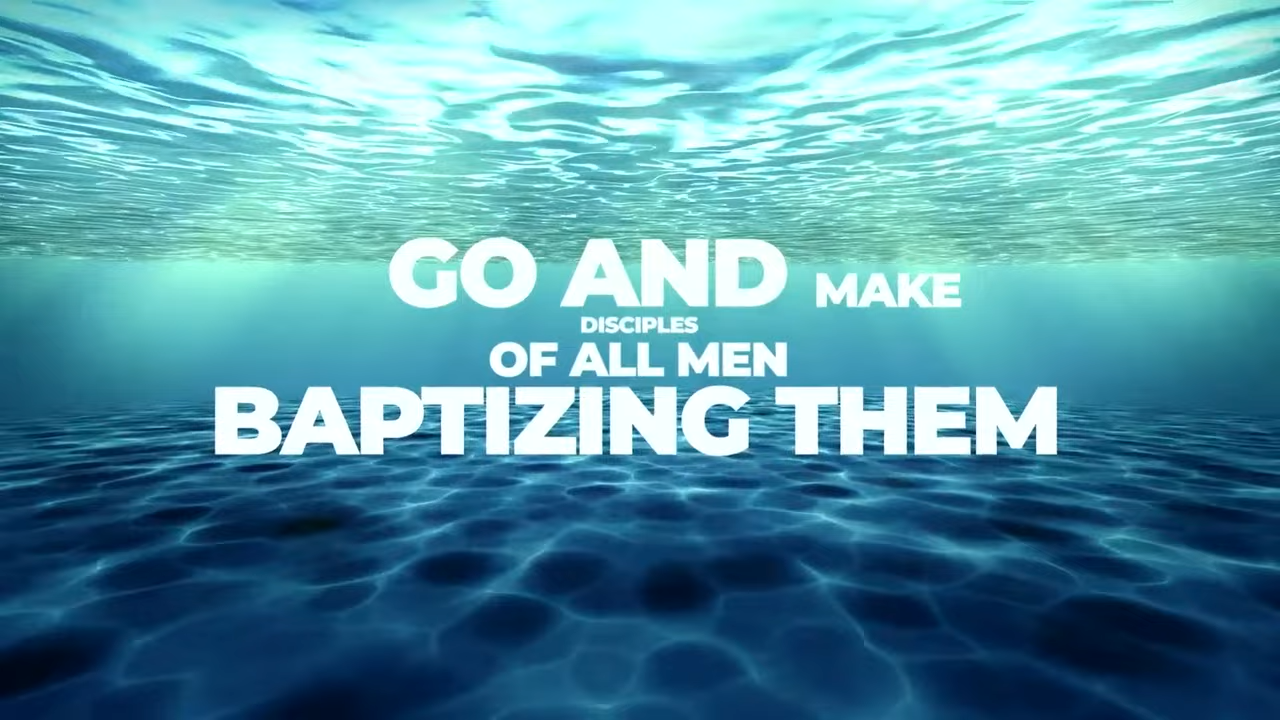 GO AND MAKE
DISCIPLES
OF ALL MEN
BAPTIZING THEM